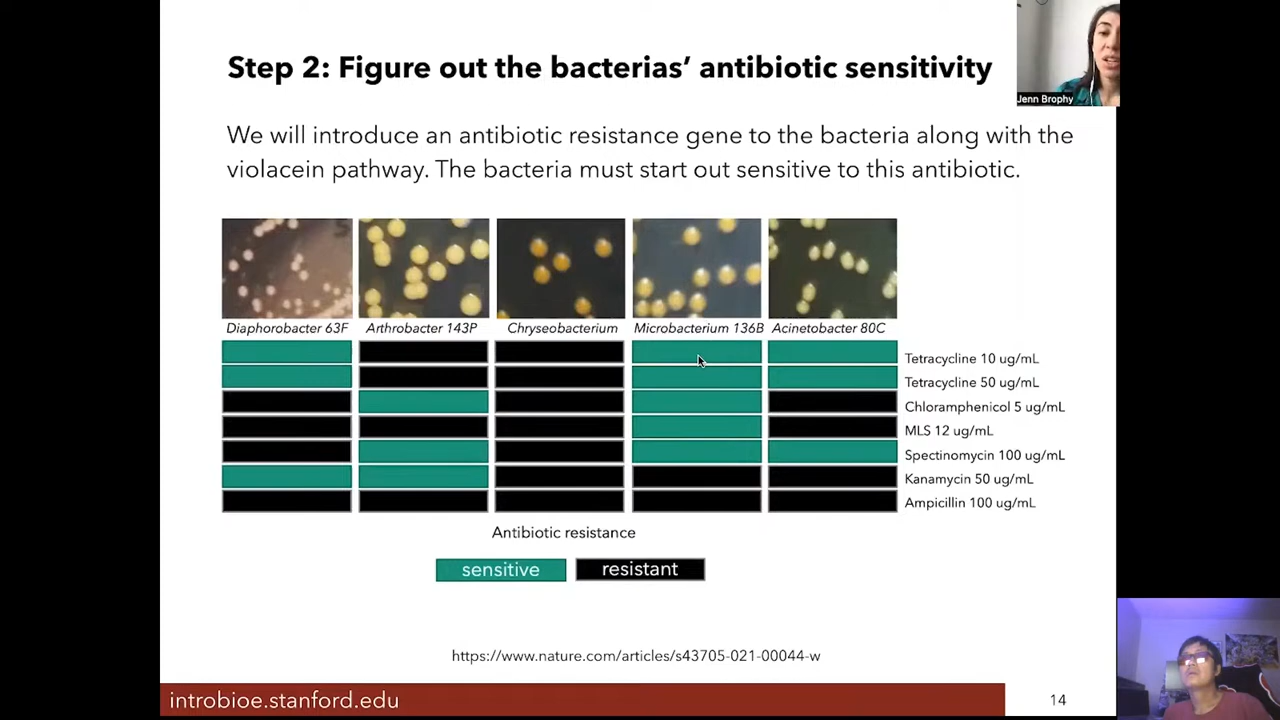 Step 2: Figure out the bacterias’ antibiotic sensitivity
Jenn Brophy
We will introduce an antibiotic resistance gene to the bacteria along with the
violacein pathway. The bacteria must start out sensitive to this antibiotic.
Diaphorobacter 63F
Arthrobacter 143P
Chryseobacterium
Microbacterium 136B
Acinetobacter 80C
Tetracycline 10 ug/mL
Tetracycline 50 ug/mL
Chloramphenicol 5 ug/mL
MLS 12 ug/mL
Spectinomycin 100 ug/mL
Kanamycin 50 ug/mL
Ampicillin 100 ug/mL
Antibiotic resistance
sensitive
resistant
https://www.nature.com/articles/s43705-021-00044-w
introbioe.stanford.edu
14